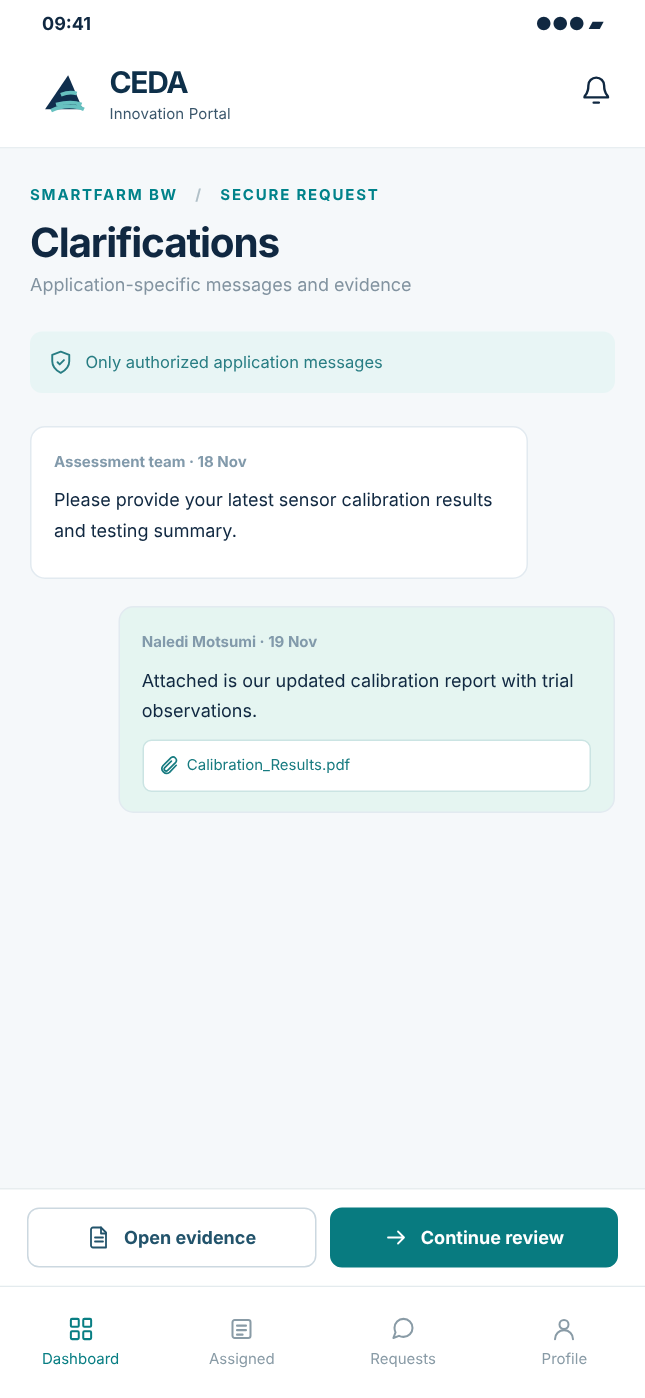 09:41
CEDA
Innovation Portal
SMARTFARM BW / SECURE REQUEST
Clarifications
Application-specific messages and evidence
Only authorized application messages
Assessment team · 18 Nov
Please provide your latest sensor calibration results
and testing summary.
Naledi Motsumi · 19 Nov
Attached is our updated calibration report with trial
observations.
Calibration_Results.pdf
Open evidence
Continue review
Dashboard
Assigned
Requests
Profile